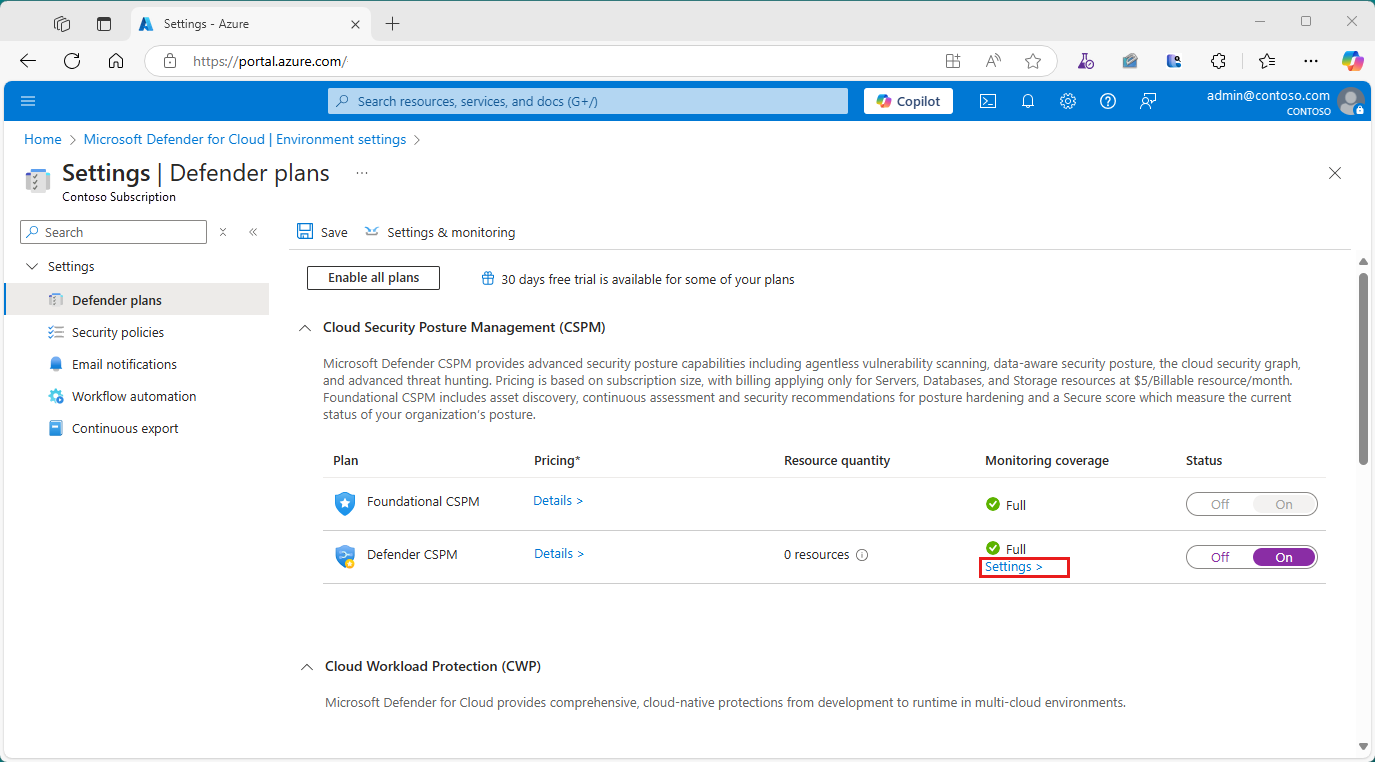 Settings - Azure
https://portal.azure.com/
Search resources, services, and docs (G+/)
Copilot
admin@contoso.com
CONTOSO
Home > Microsoft Defender for Cloud | Environment settings >
Settings | Defender plans ...
Contoso Subscription
Search
Save
Settings & monitoring
Settings
Defender plans
Security policies
Email notifications
Workflow automation
Continuous export
Enable all plans
30 days free trial is available for some of your plans
Cloud Security Posture Management (CSPM)
Microsoft Defender CSPM provides advanced security posture capabilities including agentless vulnerability scanning, data-aware security posture, the cloud security graph,
and advanced threat hunting. Pricing is based on subscription size, with billing applying only for Servers, Databases, and Storage resources at $5/Billable resource/month.
Foundational CSPM includes asset discovery, continuous assessment and security recommendations for posture hardening and a Secure score which measure the current
status of your organization's posture.
Plan Pricing* Resource quantity Monitoring coverage Status
Foundational CSPM Details > Full Off On
Defender CSPM Details > 0 resources Full Off On
Settings >
Cloud Workload Protection (CWP)
Microsoft Defender for Cloud provides comprehensive, cloud-native protections from development to runtime in multi-cloud environments.